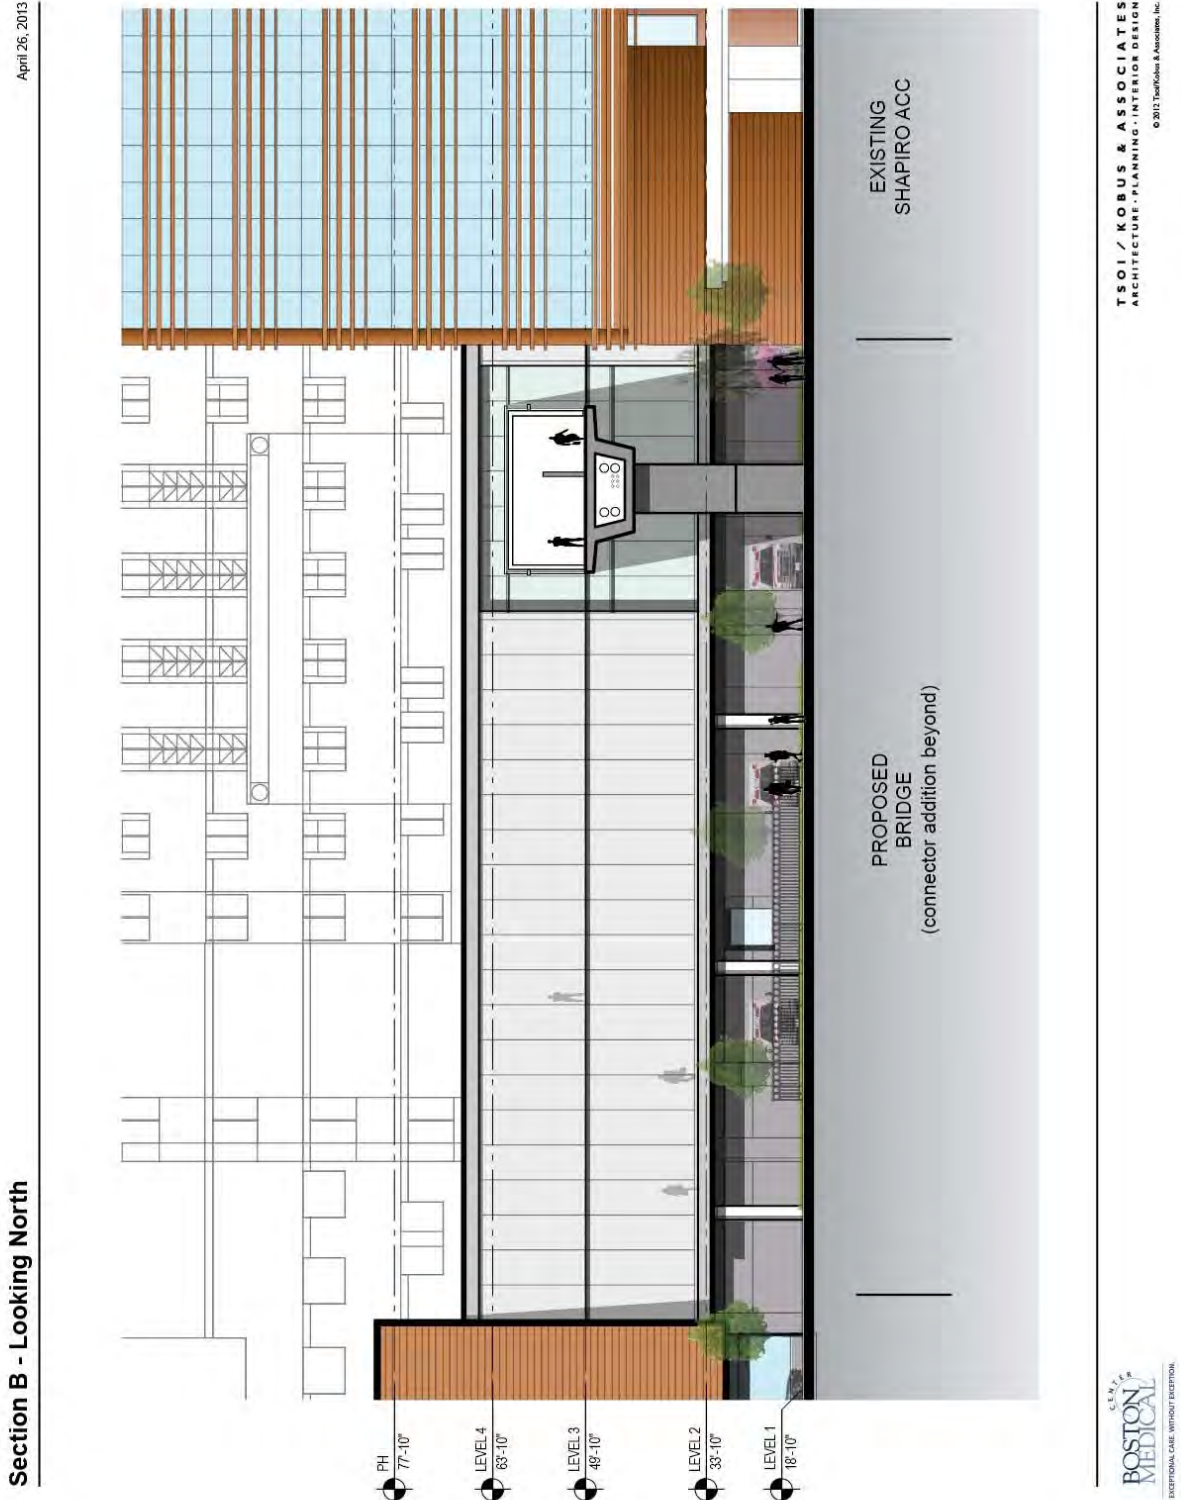 Section B - Looking North
April 26, 2013
PH
77'-10"
LEVEL 4
63'-10"
LEVEL 3
49'-10"
LEVEL 2
33'-10"
LEVEL 1
18'-10"
PROPOSED
BRIDGE
(connector addition beyond)
EXISTING
SHAPIRO ACC
BOSTON
MEDICAL
CENTER
EXCEPTIONAL CARE. WITHOUT EXCEPTION.
TSOI / KOBUS & ASSOCIATES
ARCHITECTURE · PLANNING · INTERIOR DESIGN
© 2012 Tsoi/Kobus & Associates, Inc.